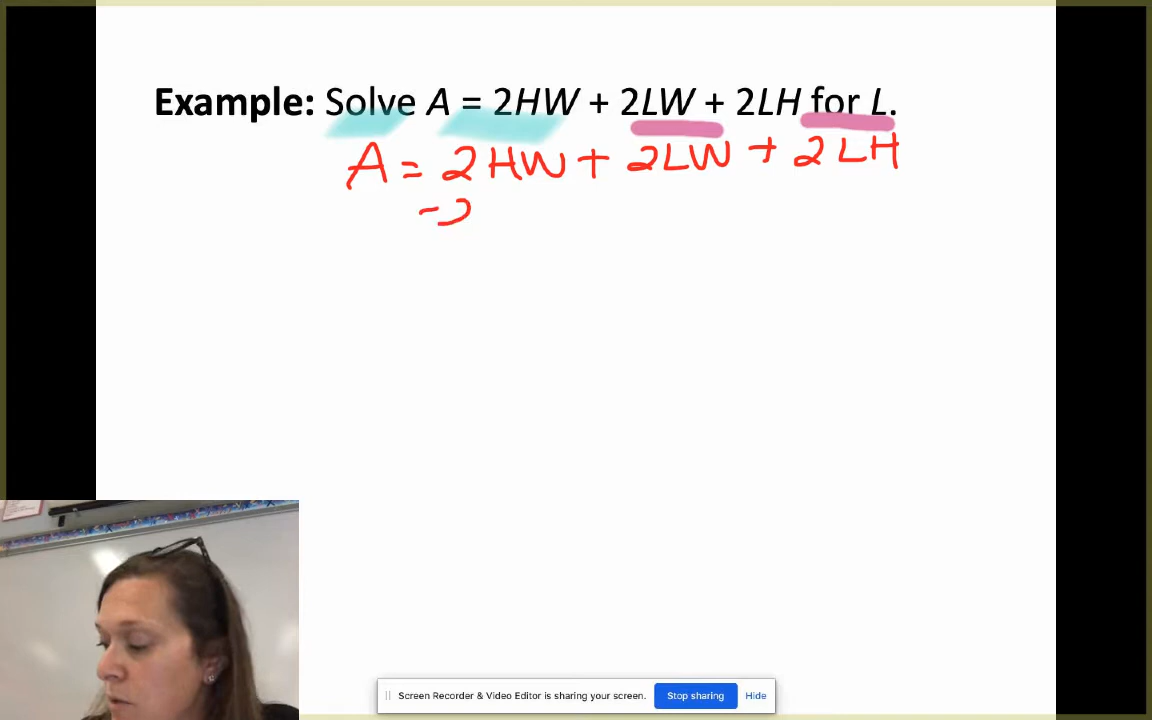 Example: Solve A = 2HW + 2LW + 2LH for L.
A = 2HW + 2LW + 2LH
-2
Screen Recorder & Video Editor is sharing your screen. Stop sharing Hide